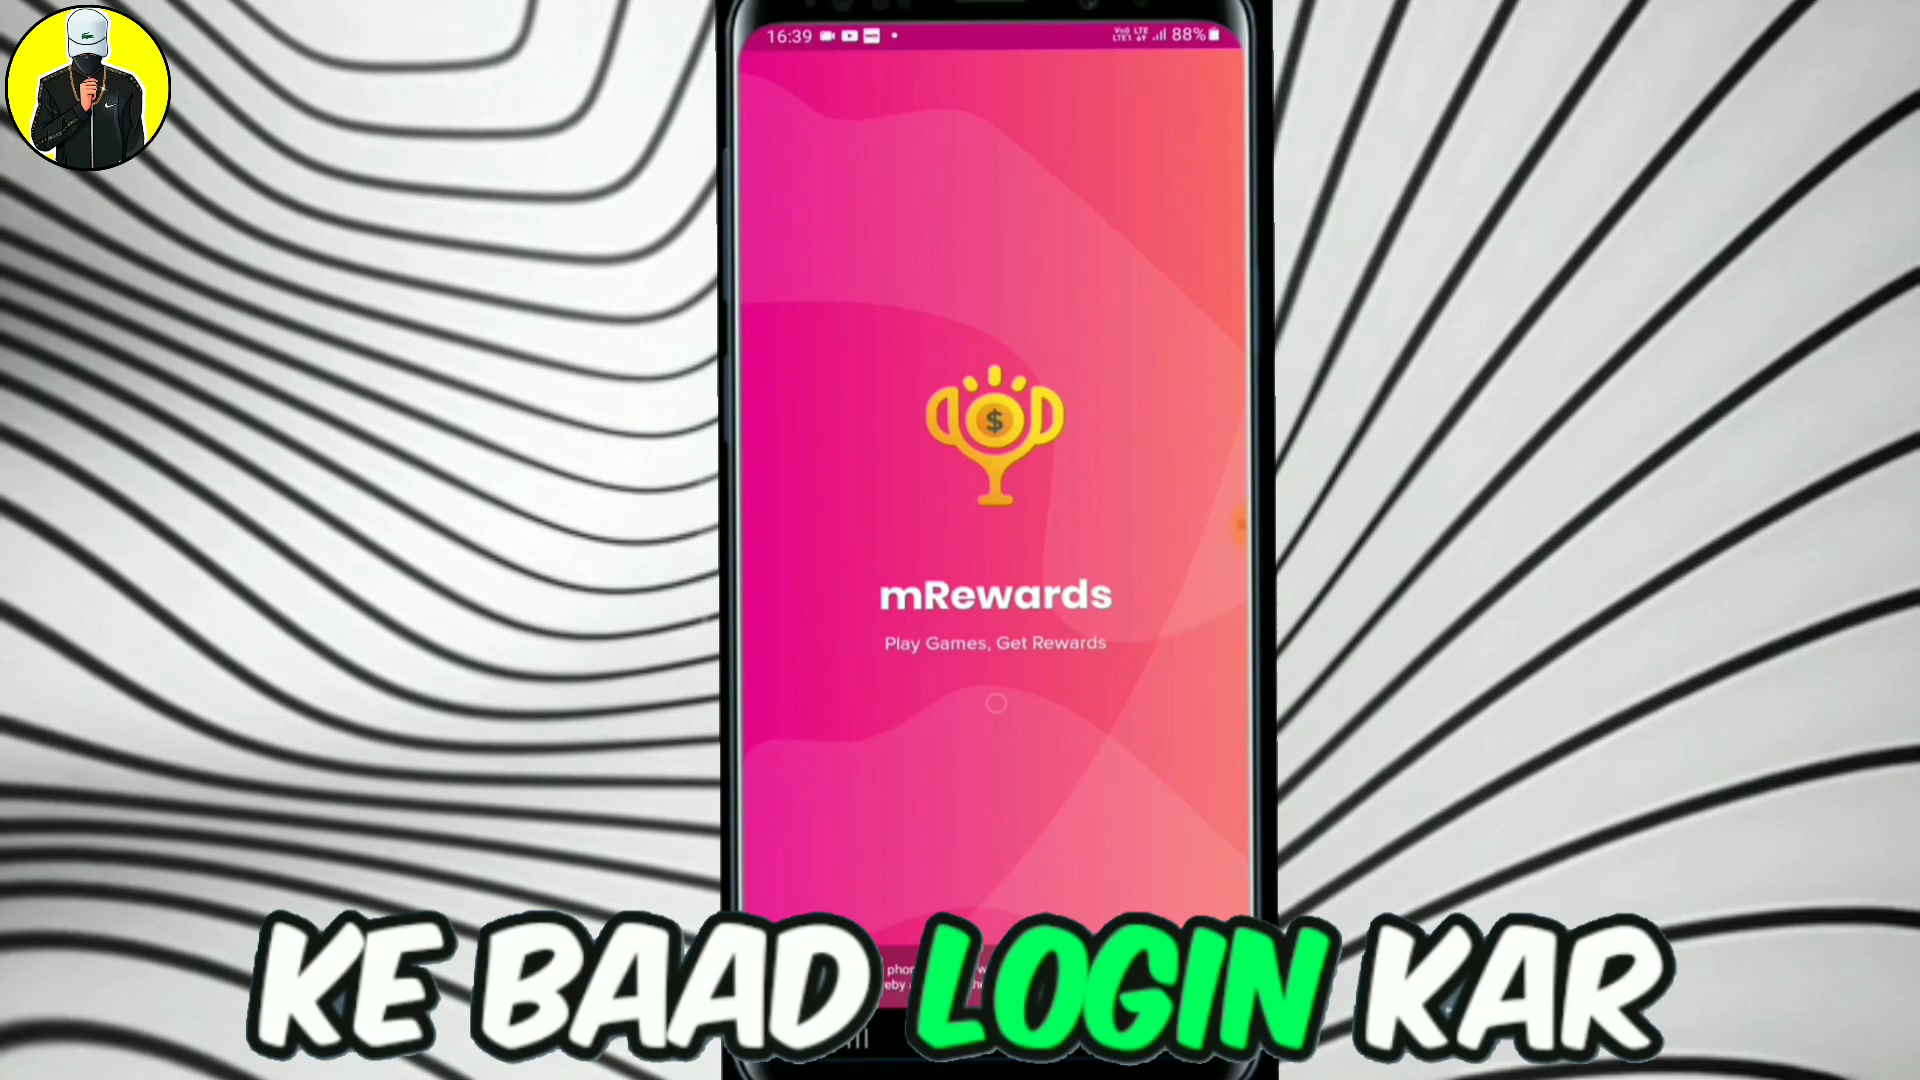 16:39
88%
$
mRewards
Play Games, Get Rewards
KE BAAD LOGIN KAR